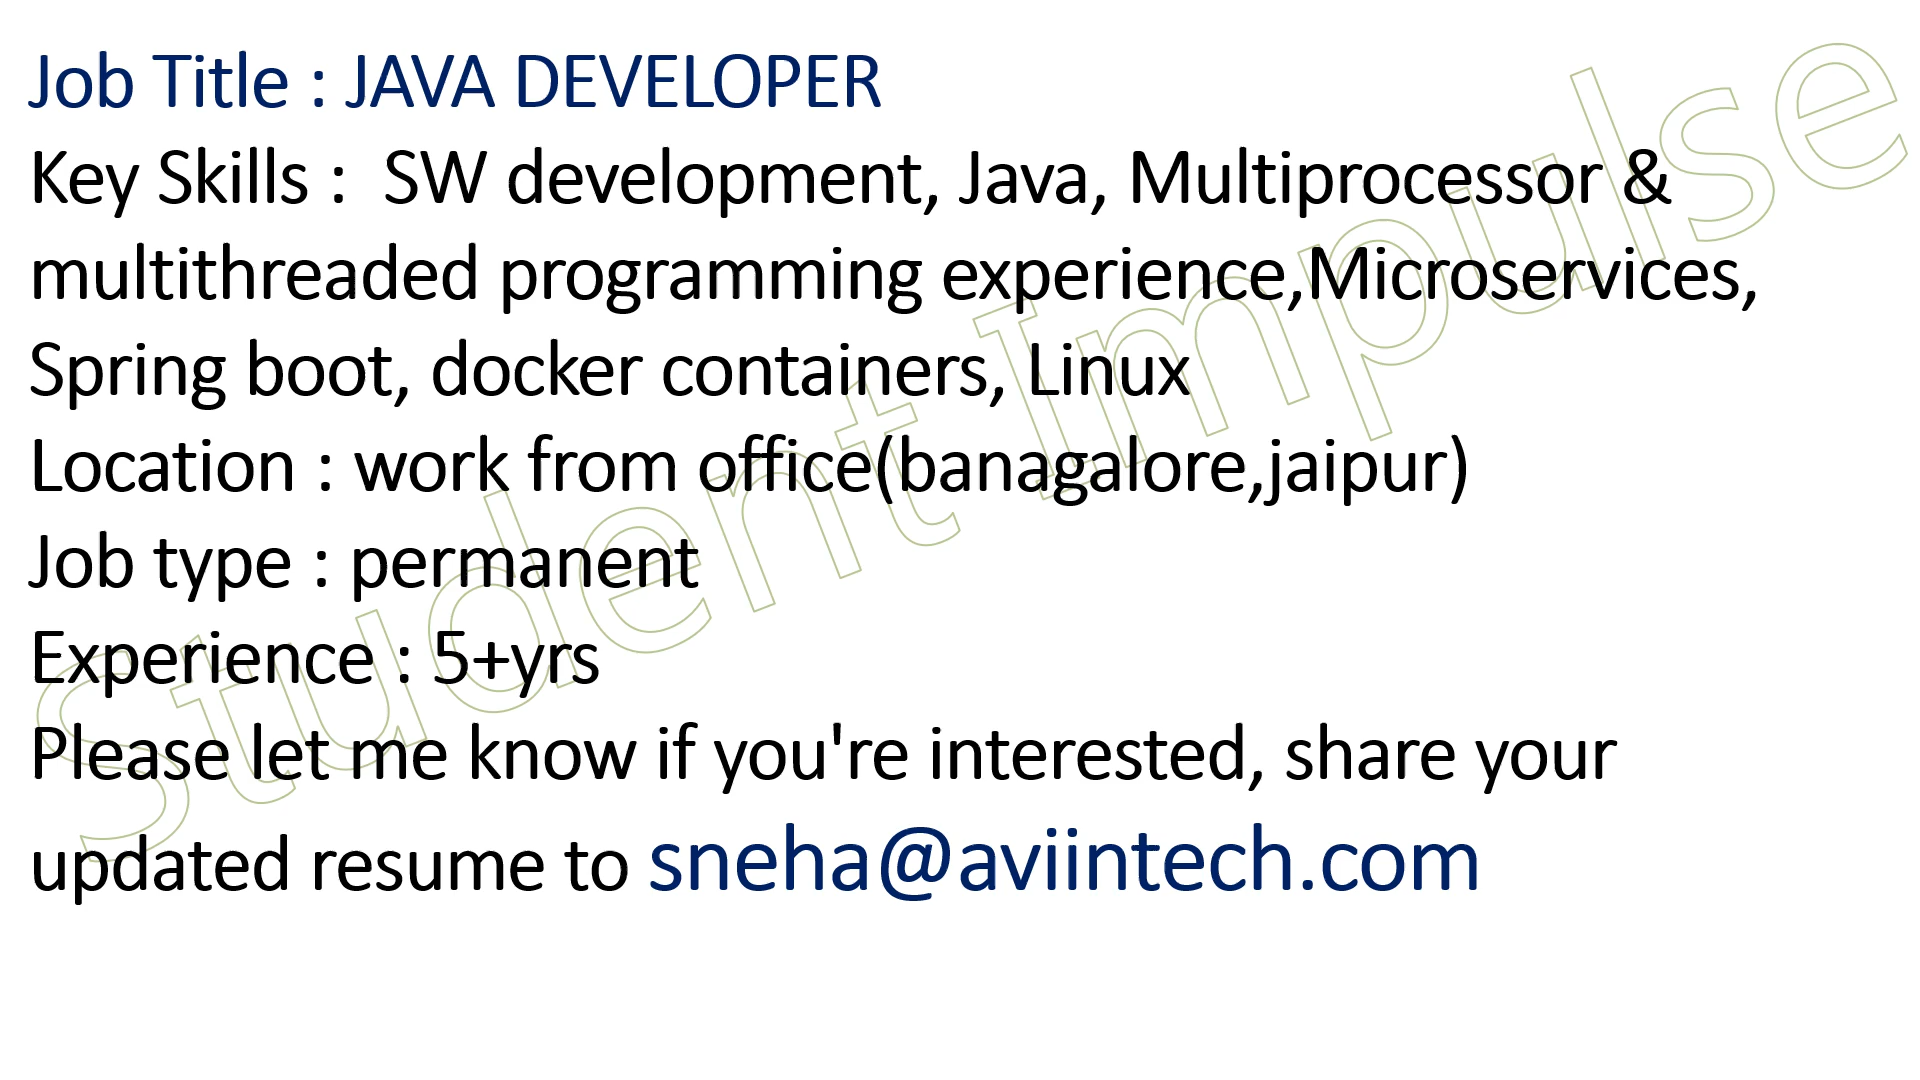 Job Title : JAVA DEVELOPER
Key Skills :  SW development, Java, Multiprocessor &
multithreaded programming experience,Microservices,
Spring boot, docker containers, Linux
Location : work from office(banagalore,jaipur)
Job type : permanent
Experience : 5+yrs
Please let me know if you're interested, share your
updated resume to sneha@aviintech.com
Student Impulse